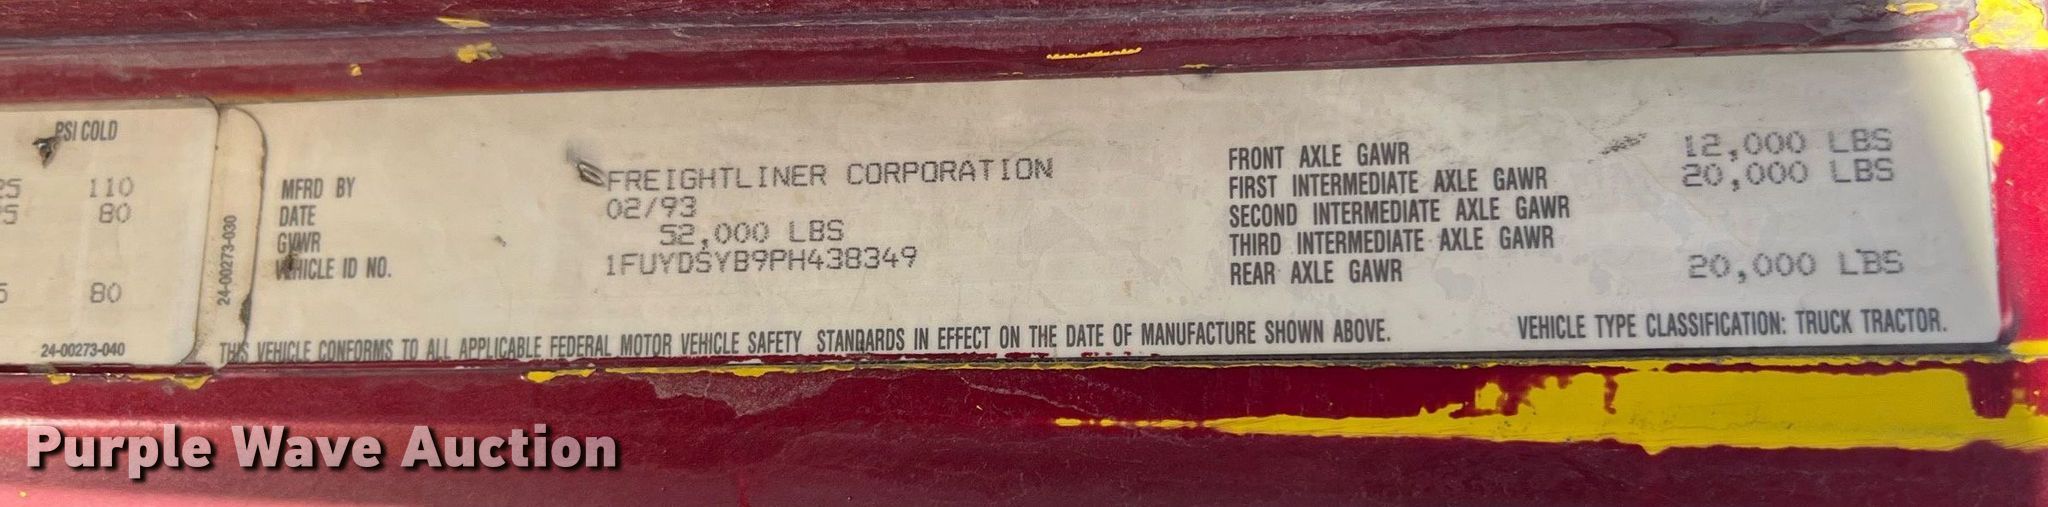 PSI COLD
110
80
80
24-00273-040
24-00273-030
MFRD BY FREIGHTLINER CORPORATION
DATE 02/93
GVWR 52,000 LBS
VEHICLE ID NO. 1FUYDSYB9PH438349
FRONT AXLE GAWR 12,000 LBS
FIRST INTERMEDIATE AXLE GAWR 20,000 LBS
SECOND INTERMEDIATE AXLE GAWR
THIRD INTERMEDIATE AXLE GAWR
REAR AXLE GAWR 20,000 LBS
THIS VEHICLE CONFORMS TO ALL APPLICABLE FEDERAL MOTOR VEHICLE SAFETY STANDARDS IN EFFECT ON THE DATE OF MANUFACTURE SHOWN ABOVE. VEHICLE TYPE CLASSIFICATION: TRUCK TRACTOR.
Purple Wave Auction